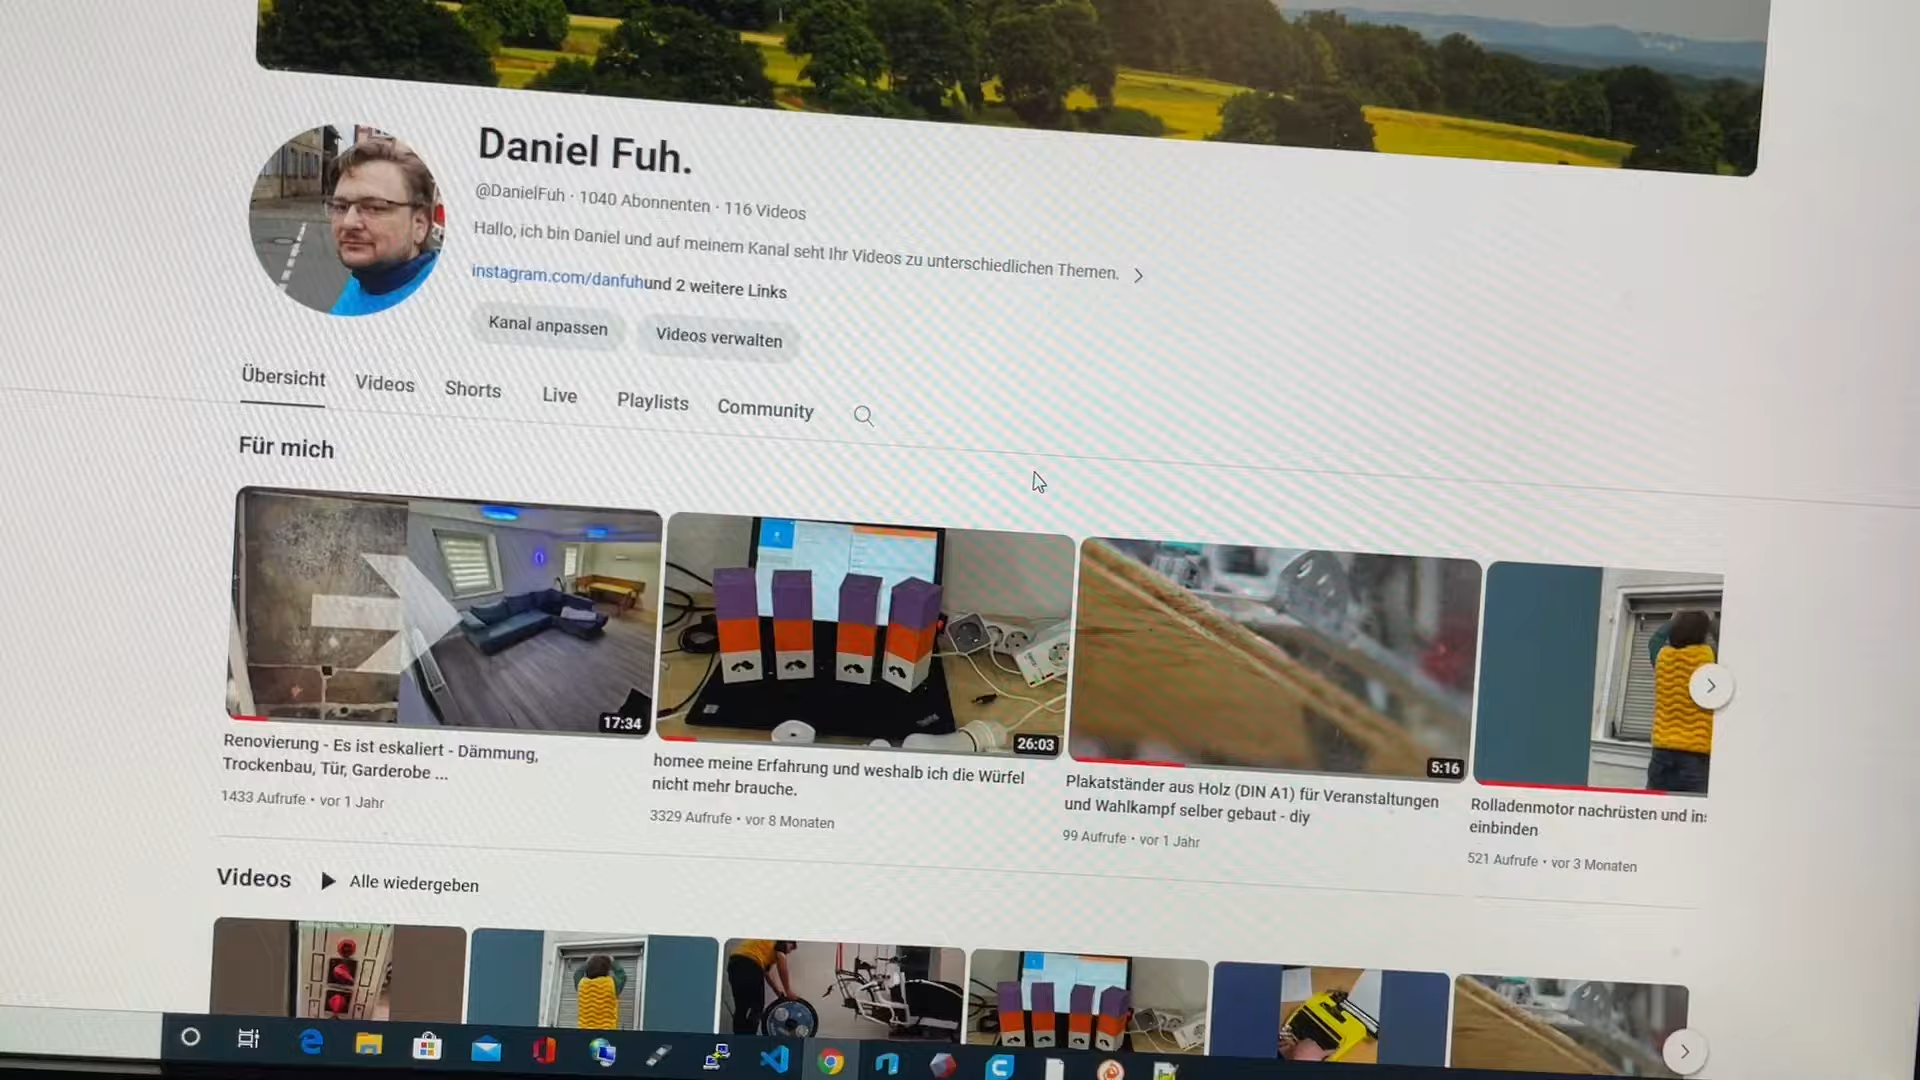 Daniel Fuh.
@DanielFuh · 1040 Abonnenten · 116 Videos
Hallo, ich bin Daniel und auf meinem Kanal seht Ihr Videos zu unterschiedlichen Themen.
instagram.com/danfuhund 2 weitere Links
Kanal anpassen
Videos verwalten
Übersicht Videos Shorts Live Playlists Community
Für mich
17:34
26:03
5:16
Renovierung - Es ist eskaliert - Dämmung,
Trockenbau, Tür, Garderobe ...
1433 Aufrufe • vor 1 Jahr
homee meine Erfahrung und weshalb ich die Würfel
nicht mehr brauche.
3329 Aufrufe • vor 8 Monaten
Plakatständer aus Holz (DIN A1) für Veranstaltungen
und Wahlkampf selber gebaut - diy
99 Aufrufe • vor 1 Jahr
Rolladenmotor nachrüsten und in
einbinden
521 Aufrufe • vor 3 Monaten
Videos
Alle wiedergeben